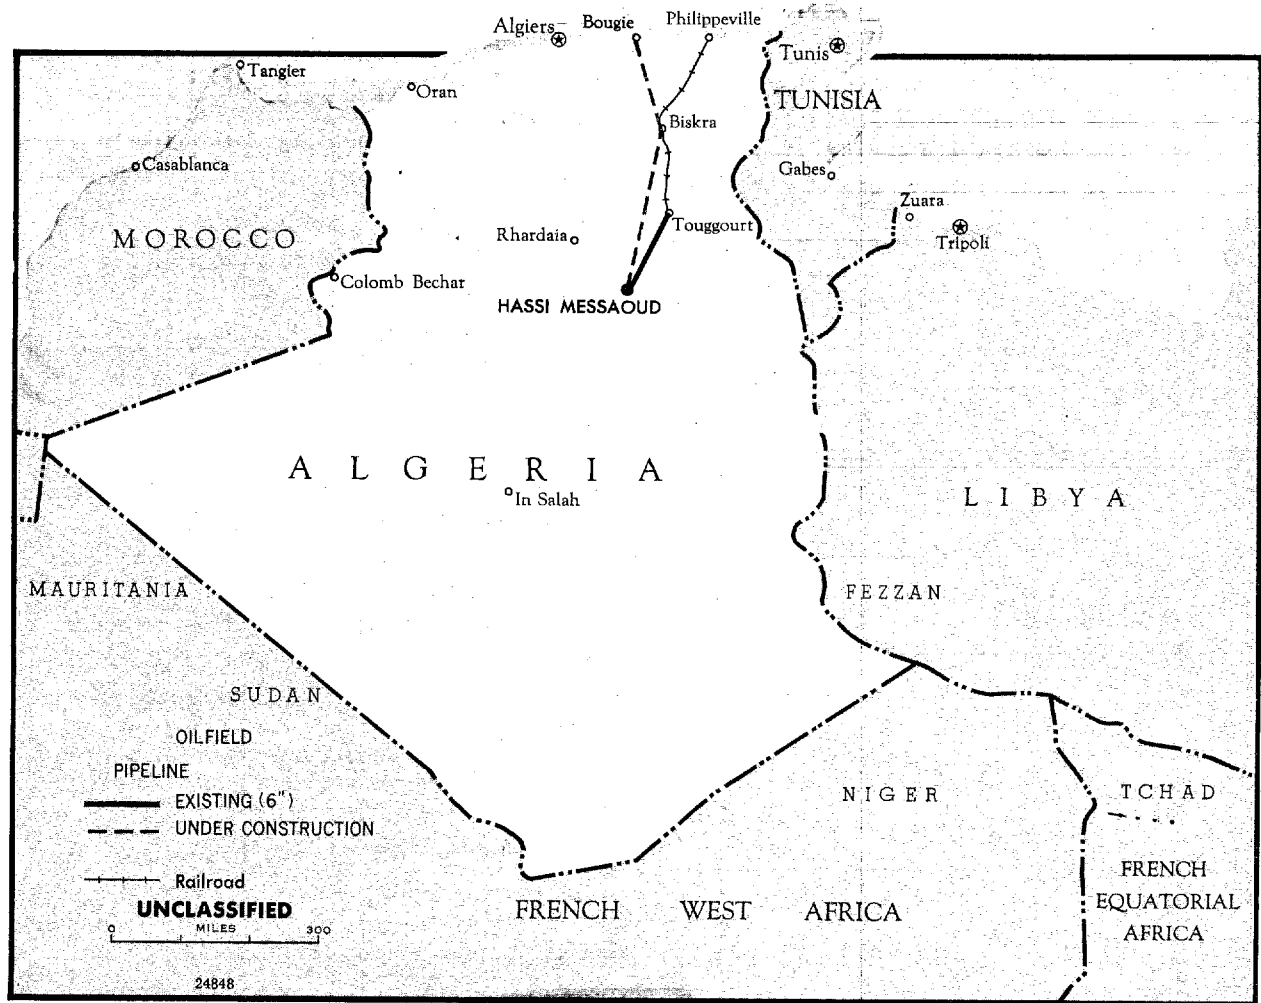 Algiers
Bougie
Philippeville
Tunis
Tangier
Oran
TUNISIA
Biskra
Casablanca
Gabes
Zuara
MOROCCO
Rhardaia
Touggourt
Tripoli
Colomb Bechar
HASSI MESSAOUD
ALGERIA
In Salah
LIBYA
MAURITANIA
FEZZAN
SUDAN
OILFIELD
PIPELINE
EXISTING (6")
UNDER CONSTRUCTION
NIGER
TCHAD
Railroad
UNCLASSIFIED
MILES
0 300
FRENCH WEST AFRICA
FRENCH
EQUATORIAL
AFRICA
24848